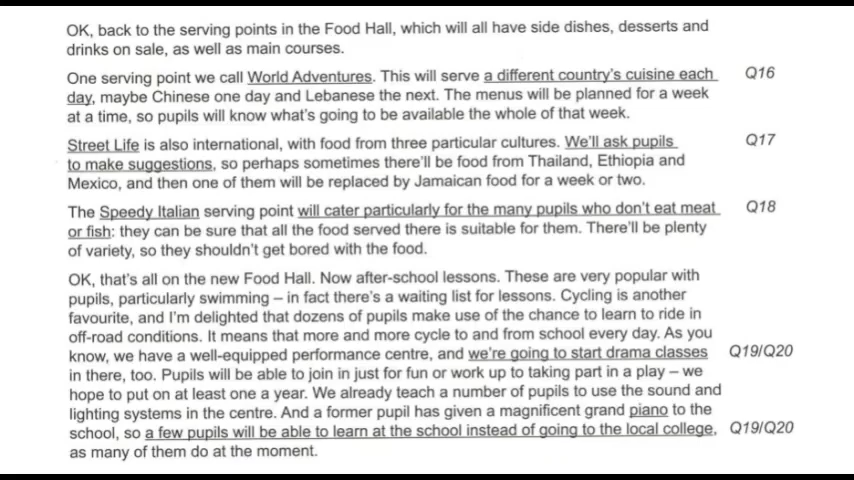 OK, back to the serving points in the Food Hall, which will all have side dishes, desserts and
drinks on sale, as well as main courses.
One serving point we call World Adventures. This will serve a different country's cuisine each Q16
day, maybe Chinese one day and Lebanese the next. The menus will be planned for a week
at a time, so pupils will know what's going to be available the whole of that week.
Street Life is also international, with food from three particular cultures. We'll ask pupils Q17
to make suggestions, so perhaps sometimes there'll be food from Thailand, Ethiopia and
Mexico, and then one of them will be replaced by Jamaican food for a week or two.
The Speedy Italian serving point will cater particularly for the many pupils who don't eat meat Q18
or fish: they can be sure that all the food served there is suitable for them. There'll be plenty
of variety, so they shouldn't get bored with the food.
OK, that's all on the new Food Hall. Now after-school lessons. These are very popular with
pupils, particularly swimming – in fact there's a waiting list for lessons. Cycling is another
favourite, and I'm delighted that dozens of pupils make use of the chance to learn to ride in
off-road conditions. It means that more and more cycle to and from school every day. As you
know, we have a well-equipped performance centre, and we're going to start drama classes Q19/Q20
in there, too. Pupils will be able to join in just for fun or work up to taking part in a play – we
hope to put on at least one a year. We already teach a number of pupils to use the sound and
lighting systems in the centre. And a former pupil has given a magnificent grand piano to the
school, so a few pupils will be able to learn at the school instead of going to the local college, Q19/Q20
as many of them do at the moment.